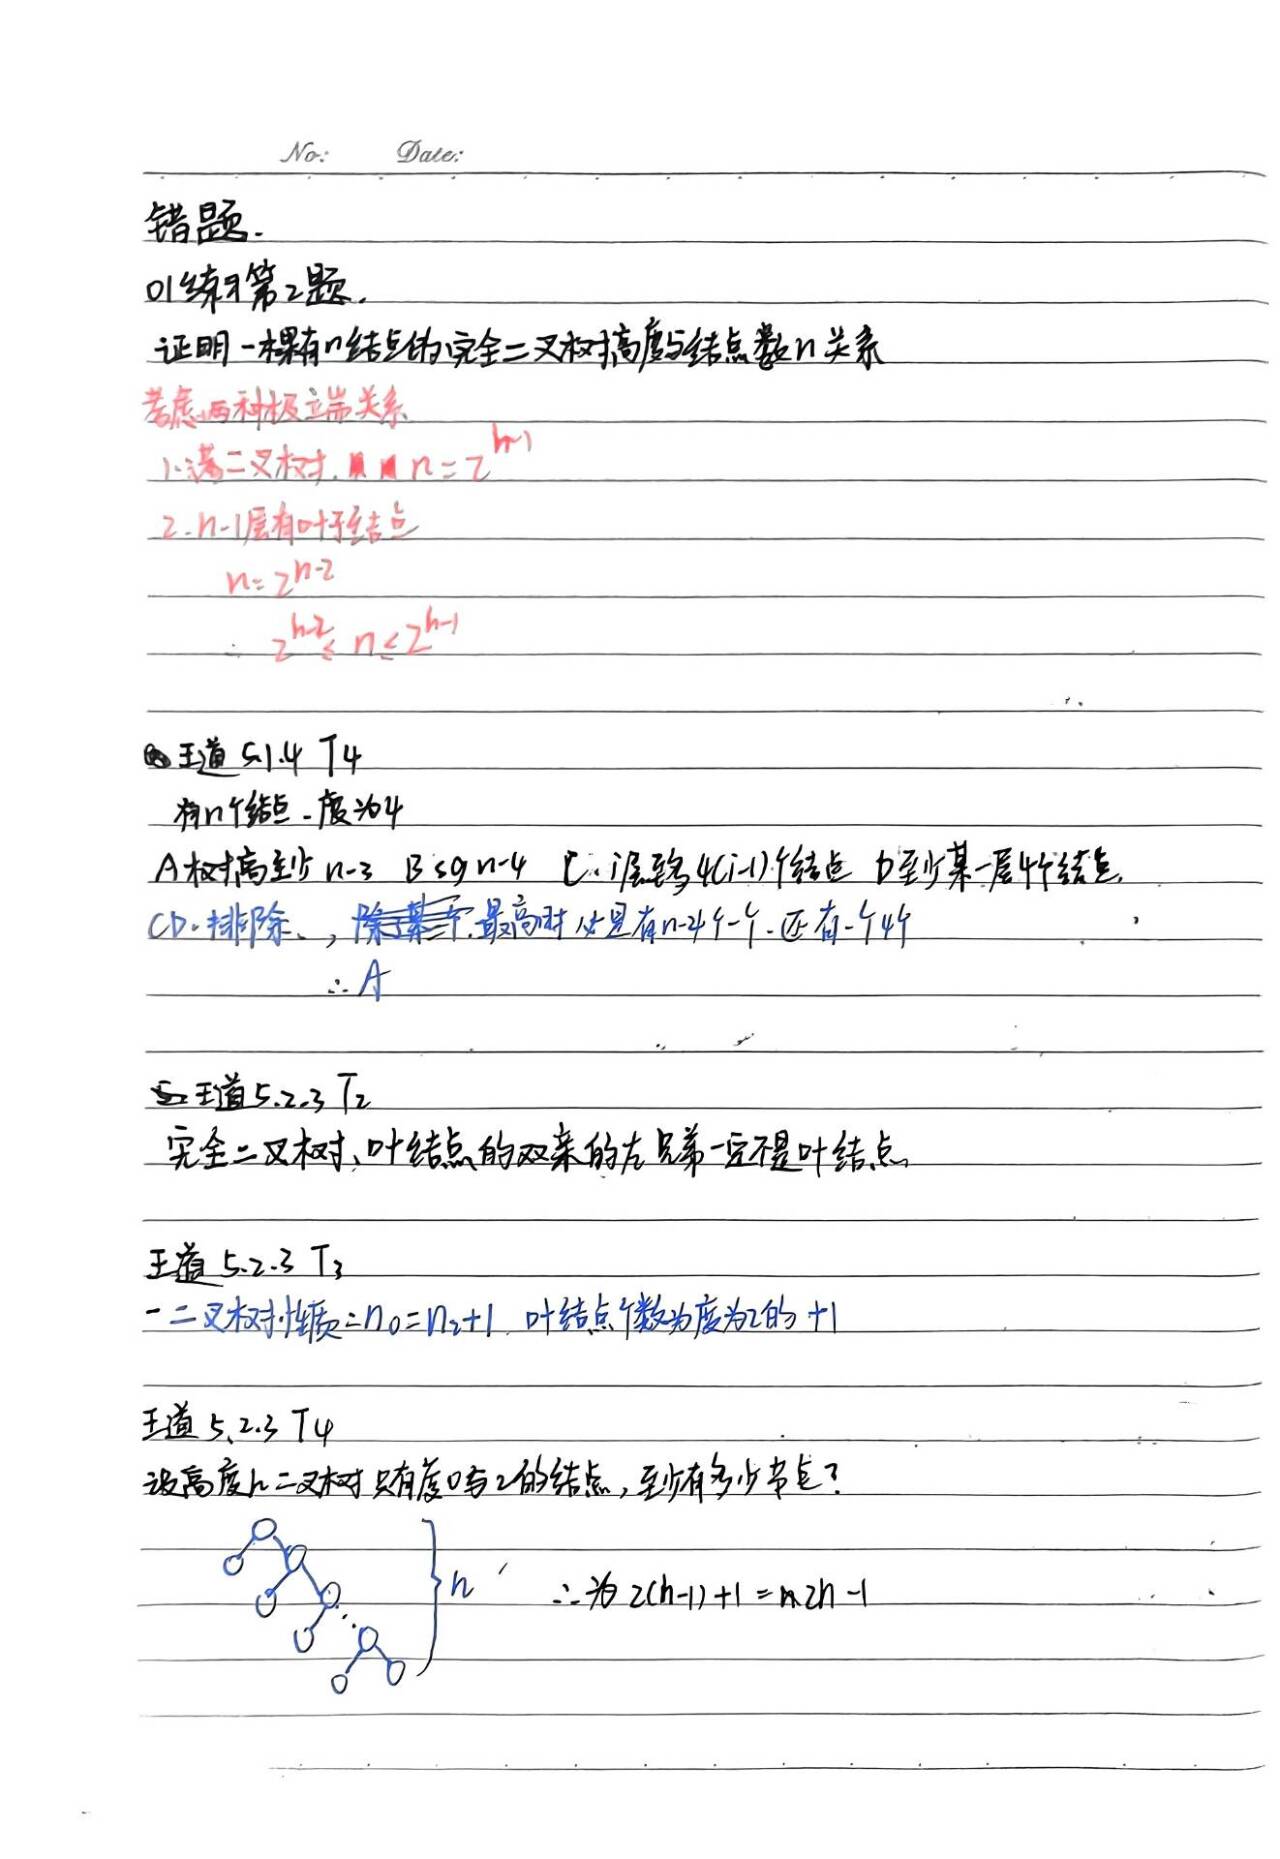 No: Date:
错题.
01练习第2题.
证明一棵有n结点的完全二叉树高度与结点数n关系
考虑两种极端关系
1.满二叉树. n=2^{h-1}
2.h-1层有叶子结点
n=2^{h-2}
∴ 2^{h-2}≤n≤2^{h-1}
王道 5.1.4 T4
有n个结点.度为4
A树高至少n-3 B n-4 C.i层至多4(i-1)个结点 D至少某一层4个结点.
CD.排除、, 最高时 有n-4个一个.还有一个4个
∴A
王道5.2.3 T2
完全二叉树、叶结点的双亲的左兄弟一定不是叶结点
王道 5.2.3 T3
一二叉树性质:n₀=n₂+1 叶结点个数为度为2的+1
王道 5.2.3 T4
设高度h二叉树只有度0与2的结点,至少有多少节点?
h ∴为2(h-1)+1=2h-1